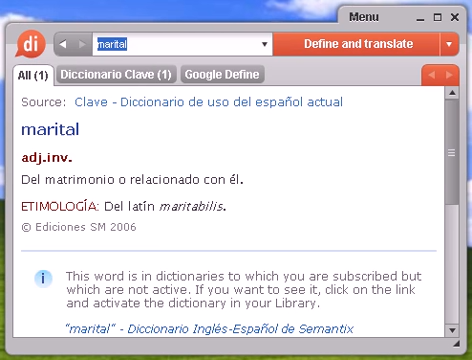 Menu
di
marital
Define and translate
All (1)
Diccionario Clave (1)
Google Define
Source: Clave - Diccionario de uso del español actual
marital
adj.inv.
Del matrimonio o relacionado con él.
ETIMOLOGÍA: Del latín maritabilis.
© Ediciones SM 2006
i
This word is in dictionaries to which you are subscribed but
which are not active. If you want to see it, click on the link
and activate the dictionary in your Library.
"marital" - Diccionario Inglés-Español de Semantix